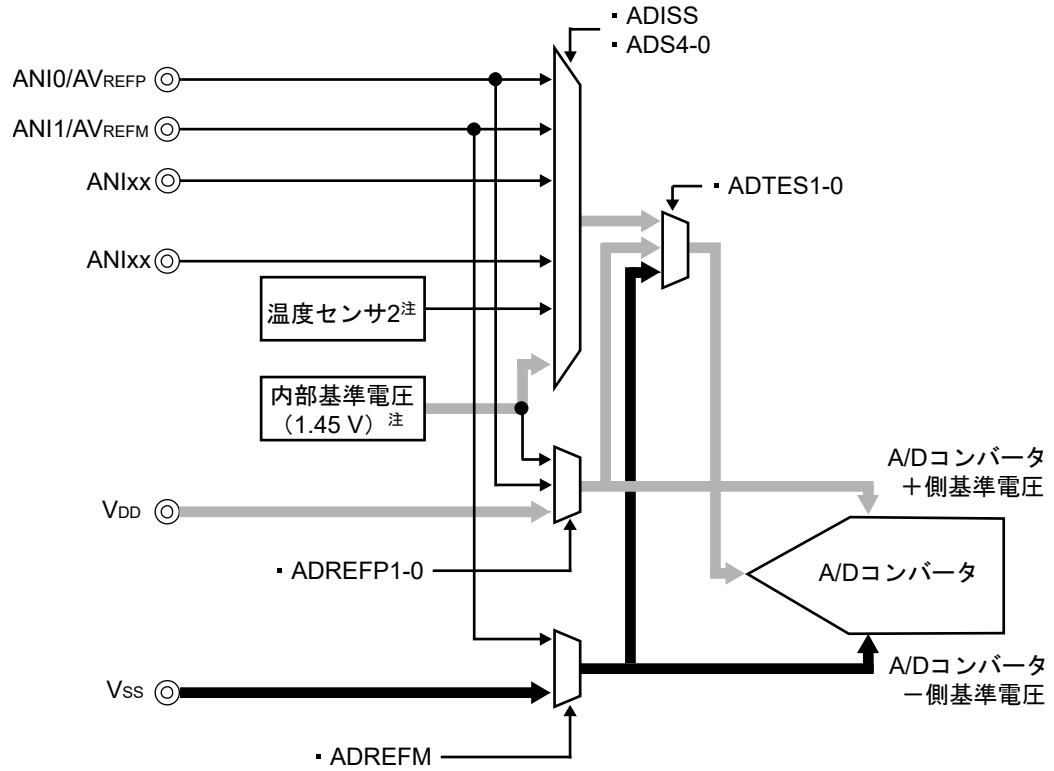 ▪ ADISS
▪ ADS4-0
ANI0/AVREFP
ANI1/AVREFM
ANIxx
▪ ADTES1-0
ANIxx
温度センサ2注
内部基準電圧
（1.45 V）注
A/Dコンバータ
＋側基準電圧
VDD
▪ ADREFP1-0
A/Dコンバータ
A/Dコンバータ
－側基準電圧
VSS
▪ ADREFM